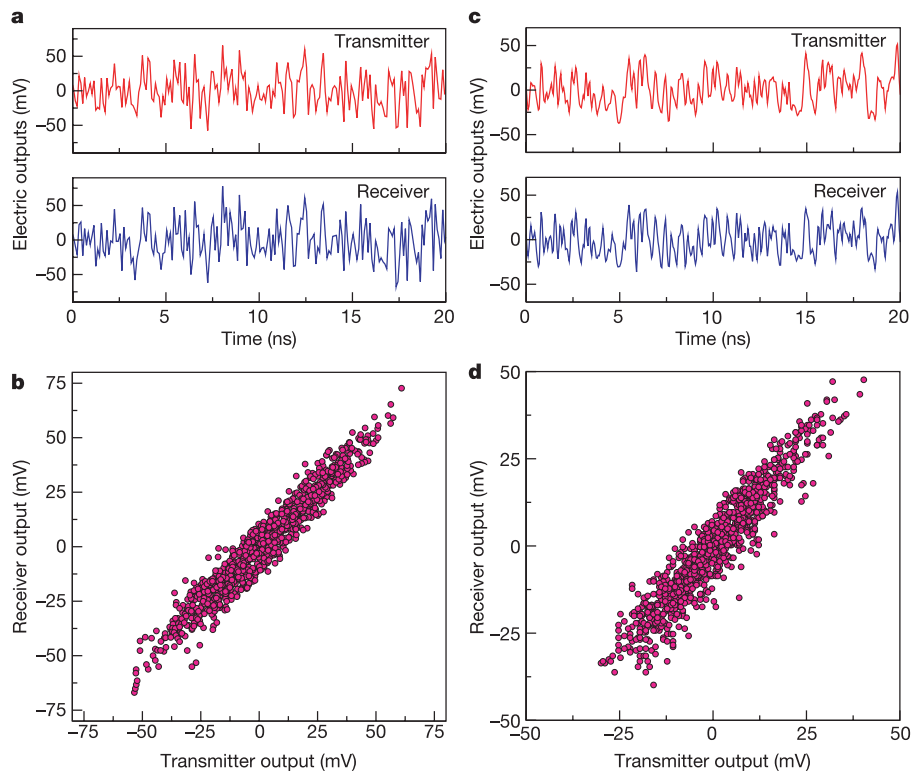 a
Transmitter
50
0
−50
Receiver
50
0
−50
Electric outputs (mV)
0 5 10 15 20
Time (ns)
c
Transmitter
50
0
−50
Receiver
50
0
−50
Electric outputs (mV)
0 5 10 15 20
Time (ns)
b
75
50
25
0
−25
−50
−75
Receiver output (mV)
−75 −50 −25 0 25 50 75
Transmitter output (mV)
d
50
25
0
−25
−50
Receiver output (mV)
−50 −25 0 25 50
Transmitter output (mV)